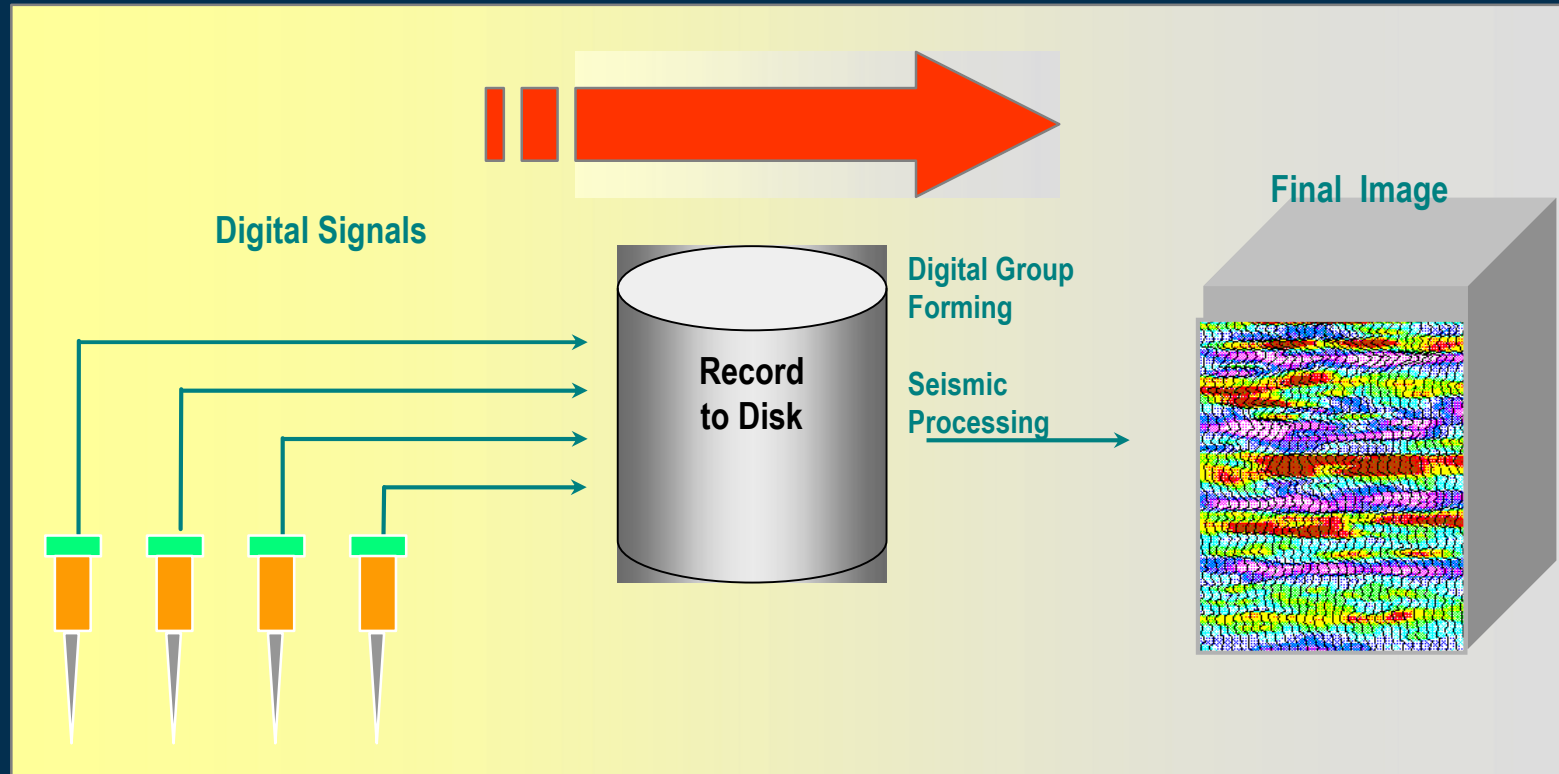 Digital Signals
Record
to Disk
Digital Group
Forming
Seismic
Processing
Final Image